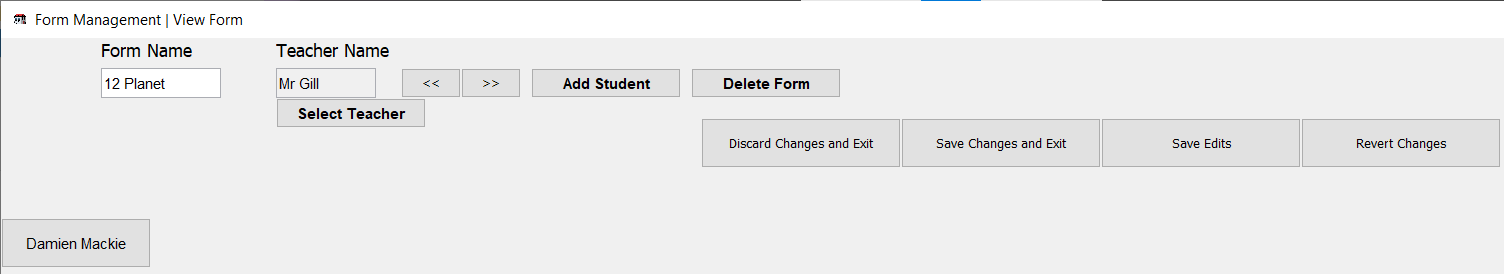 Form Management | View Form
Form Name Teacher Name
12 Planet Mr Gill << >> Add Student Delete Form
Select Teacher
Discard Changes and Exit Save Changes and Exit Save Edits Revert Changes
Damien Mackie